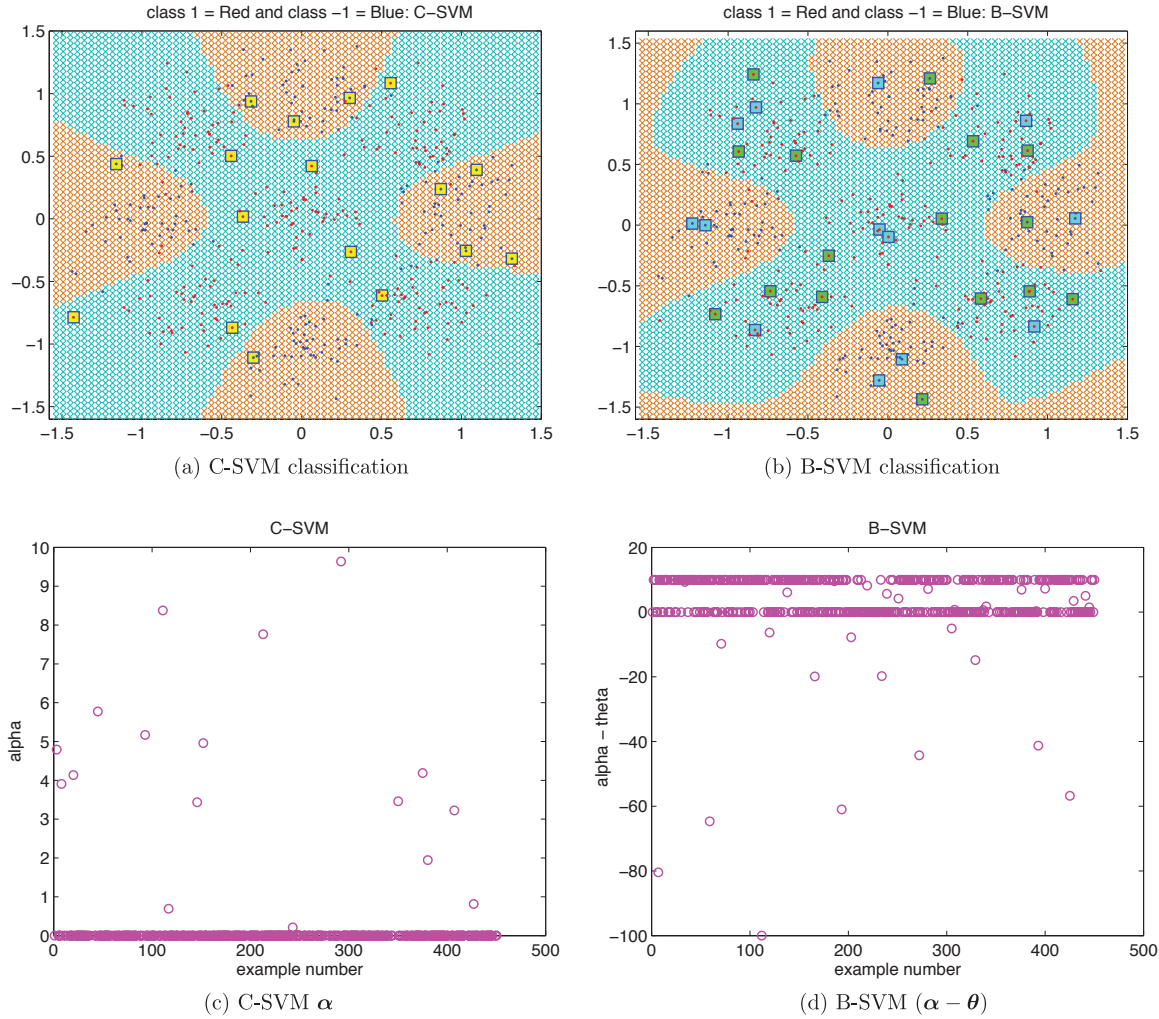 class 1 = Red and class −1 = Blue: C−SVM
1.5
1
0.5
0
−0.5
−1
−1.5
−1.5 −1 −0.5 0 0.5 1 1.5
(a) C-SVM classification
class 1 = Red and class −1 = Blue: B−SVM
1.5
1
0.5
0
−0.5
−1
−1.5
−1.5 −1 −0.5 0 0.5 1 1.5
(b) B-SVM classification
C−SVM
10
9
8
7
6
5
4
3
2
1
0
alpha
0 100 200 300 400 500
example number
(c) C-SVM α
B−SVM
20
0
−20
−40
−60
−80
−100
alpha − theta
0 100 200 300 400 500
example number
(d) B-SVM (α − θ)